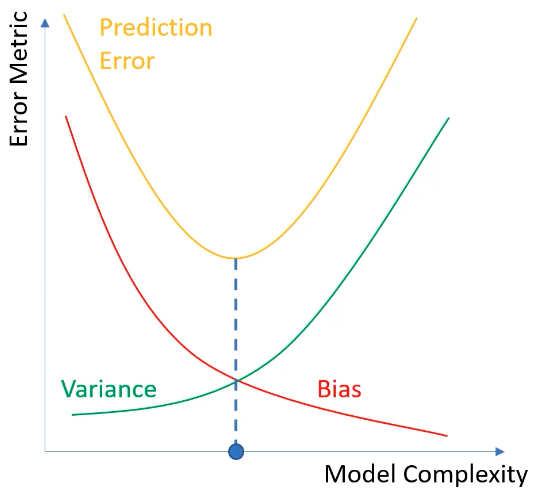 Error Metric
Prediction
Error
Variance
Bias
Model Complexity